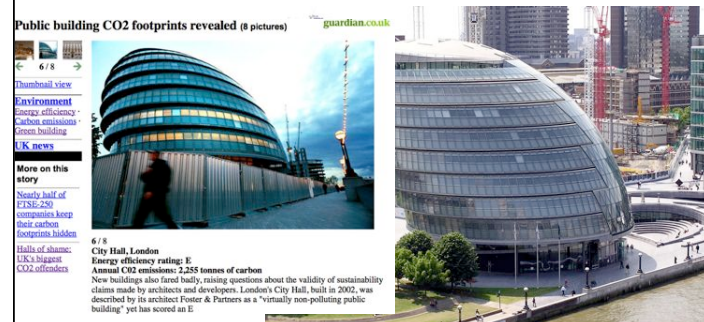 Public building CO2 footprints revealed (8 pictures)
guardian.co.uk
6 / 8
Thumbnail view
Environment
Energy efficiency ·
Carbon emissions ·
Green building
UK news
More on this
story
Nearly half of
FTSE-250
companies keep
their carbon
footprints hidden
Halls of shame:
UK's biggest
CO2 offenders
6 / 8
City Hall, London
Energy efficiency rating: E
Annual C02 emissions: 2,255 tonnes of carbon
New buildings also fared badly, raising questions about the validity of sustainability
claims made by architects and developers. London's City Hall, built in 2002, was
described by its architect Foster & Partners as a "virtually non-polluting public
building" yet has scored an E